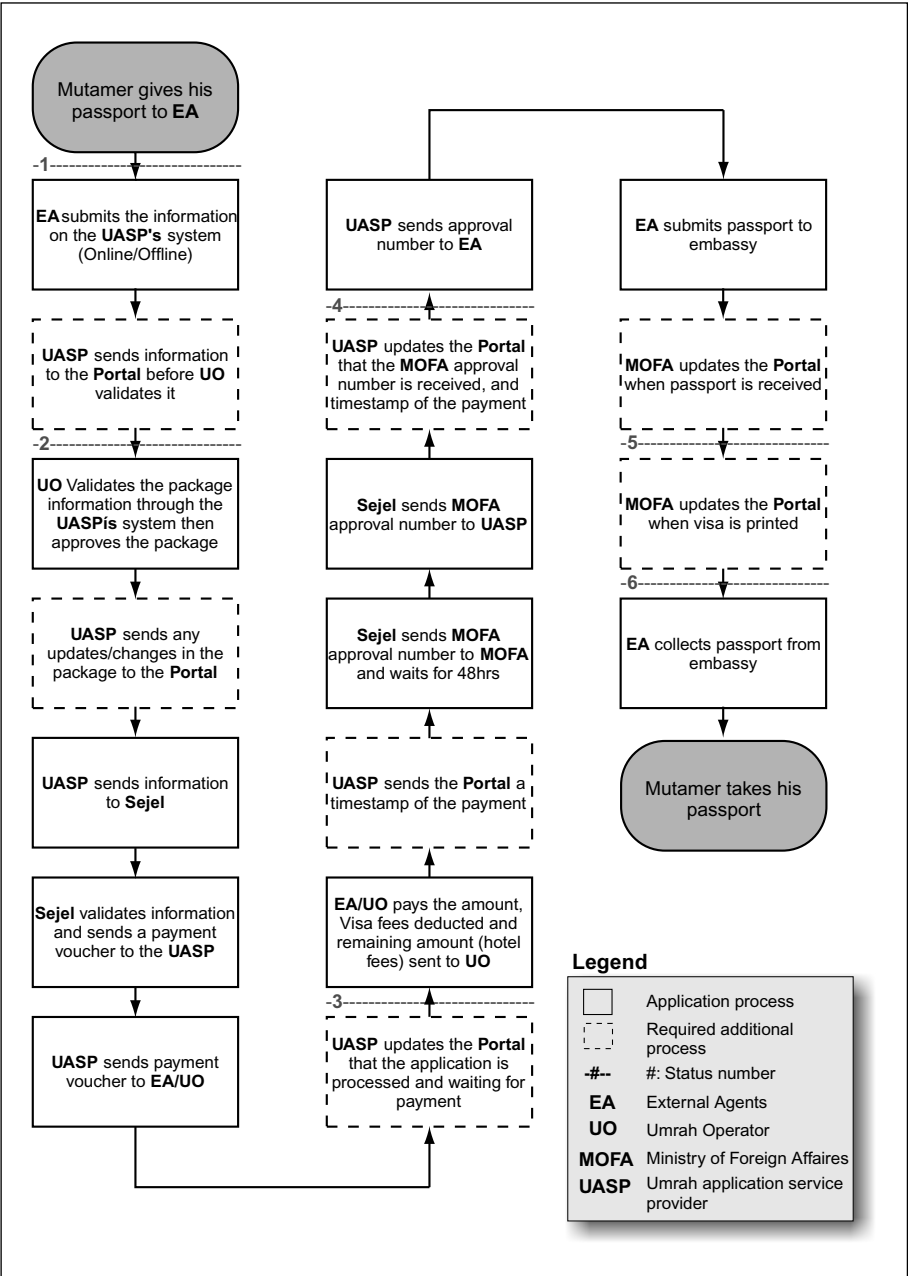 Mutamer gives his
passport to EA
-1-
EA submits the information
on the UASP's system
(Online/Offline)
UASP sends information
to the Portal before UO
validates it
-2-
UO Validates the package
information through the
UASPís system then
approves the package
UASP sends any
updates/changes in the
package to the Portal
UASP sends information
to Sejel
Sejel validates information
and sends a payment
voucher to the UASP
UASP sends payment
voucher to EA/UO
UASP updates the Portal
that the application is
processed and waiting for
payment
-3-
EA/UO pays the amount,
Visa fees deducted and
remaining amount (hotel
fees) sent to UO
UASP sends the Portal a
timestamp of the payment
Sejel sends MOFA
approval number to MOFA
and waits for 48hrs
Sejel sends MOFA
approval number to UASP
UASP updates the Portal
that the MOFA approval
number is received, and
timestamp of the payment
-4-
UASP sends approval
number to EA
EA submits passport to
embassy
MOFA updates the Portal
when passport is received
-5-
MOFA updates the Portal
when visa is printed
-6-
EA collects passport from
embassy
Mutamer takes his
passport
Legend
Application process
Required additional
process
-#-- #: Status number
EA External Agents
UO Umrah Operator
MOFA Ministry of Foreign Affaires
UASP Umrah application service
provider